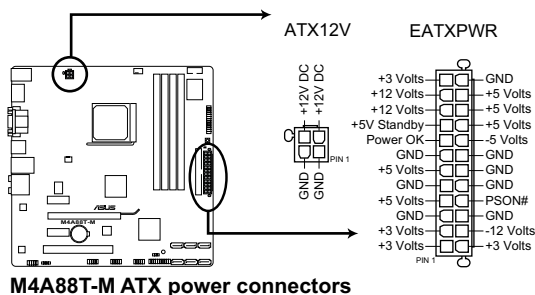 ATX12V
EATXPWR
+12V DC
+12V DC
GND
GND
PIN 1
+3 Volts GND
+12 Volts +5 Volts
+12 Volts +5 Volts
+5V Standby +5 Volts
Power OK -5 Volts
GND GND
+5 Volts GND
GND GND
+5 Volts PSON#
GND GND
+3 Volts -12 Volts
+3 Volts +3 Volts
PIN 1
ASUS
M4A88T-M
M4A88T-M ATX power connectors